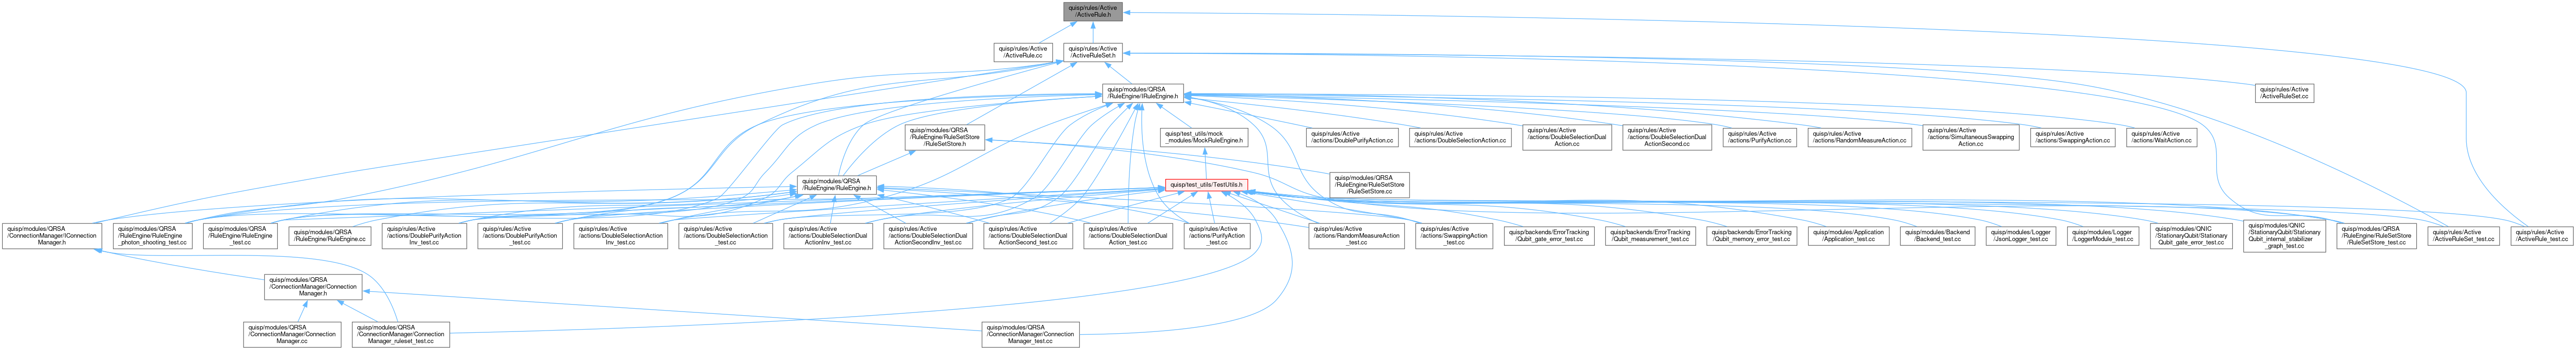 quisp/rules/Active
/ActiveRule.h
quisp/rules/Active
/ActiveRule.cc
quisp/rules/Active
/ActiveRuleSet.h
quisp/modules/QRSA
/RuleEngine/IRuleEngine.h
quisp/rules/Active
/ActiveRuleSet.cc
quisp/modules/QRSA
/RuleEngine/RuleSetStore
/RuleSetStore.h
quisp/test_utils/mock
_modules/MockRuleEngine.h
quisp/rules/Active
/actions/DoublePurifyAction.cc
quisp/rules/Active
/actions/DoubleSelectionAction.cc
quisp/rules/Active
/actions/DoubleSelectionDual
Action.cc
quisp/rules/Active
/actions/DoubleSelectionDual
ActionSecond.cc
quisp/rules/Active
/actions/PurifyAction.cc
quisp/rules/Active
/actions/RandomMeasureAction.cc
quisp/rules/Active
/actions/SimultaneousSwapping
Action.cc
quisp/rules/Active
/actions/SwappingAction.cc
quisp/rules/Active
/actions/WaitAction.cc
quisp/modules/QRSA
/RuleEngine/RuleEngine.h
quisp/test_utils/TestUtils.h
quisp/modules/QRSA
/RuleEngine/RuleSetStore
/RuleSetStore.cc
quisp/modules/QRSA
/ConnectionManager/IConnection
Manager.h
quisp/modules/QRSA
/RuleEngine/RuleEngine
_photon_shooting_test.cc
quisp/modules/QRSA
/RuleEngine/RuleEngine
_test.cc
quisp/modules/QRSA
/RuleEngine/RuleEngine.cc
quisp/rules/Active
/actions/DoublePurifyAction
Inv_test.cc
quisp/rules/Active
/actions/DoublePurifyAction
_test.cc
quisp/rules/Active
/actions/DoubleSelectionAction
Inv_test.cc
quisp/rules/Active
/actions/DoubleSelectionAction
_test.cc
quisp/rules/Active
/actions/DoubleSelectionDual
ActionInv_test.cc
quisp/rules/Active
/actions/DoubleSelectionDual
ActionSecondInv_test.cc
quisp/rules/Active
/actions/DoubleSelectionDual
ActionSecond_test.cc
quisp/rules/Active
/actions/DoubleSelectionDual
Action_test.cc
quisp/rules/Active
/actions/PurifyAction
_test.cc
quisp/rules/Active
/actions/RandomMeasureAction
_test.cc
quisp/rules/Active
/actions/SwappingAction
_test.cc
quisp/backends/ErrorTracking
/Qubit_gate_error_test.cc
quisp/backends/ErrorTracking
/Qubit_measurement_test.cc
quisp/backends/ErrorTracking
/Qubit_memory_error_test.cc
quisp/modules/Application
/Application_test.cc
quisp/modules/Backend
/Backend_test.cc
quisp/modules/Logger
/JsonLogger_test.cc
quisp/modules/Logger
/LoggerModule_test.cc
quisp/modules/QNIC
/StationaryQubit/Stationary
Qubit_gate_error_test.cc
quisp/modules/QNIC
/StationaryQubit/Stationary
Qubit_internal_stabilizer
_graph_test.cc
quisp/modules/QRSA
/RuleEngine/RuleSetStore
/RuleSetStore_test.cc
quisp/rules/Active
/ActiveRuleSet_test.cc
quisp/rules/Active
/ActiveRule_test.cc
quisp/modules/QRSA
/ConnectionManager/Connection
Manager.h
quisp/modules/QRSA
/ConnectionManager/Connection
Manager.cc
quisp/modules/QRSA
/ConnectionManager/Connection
Manager_ruleset_test.cc
quisp/modules/QRSA
/ConnectionManager/Connection
Manager_test.cc